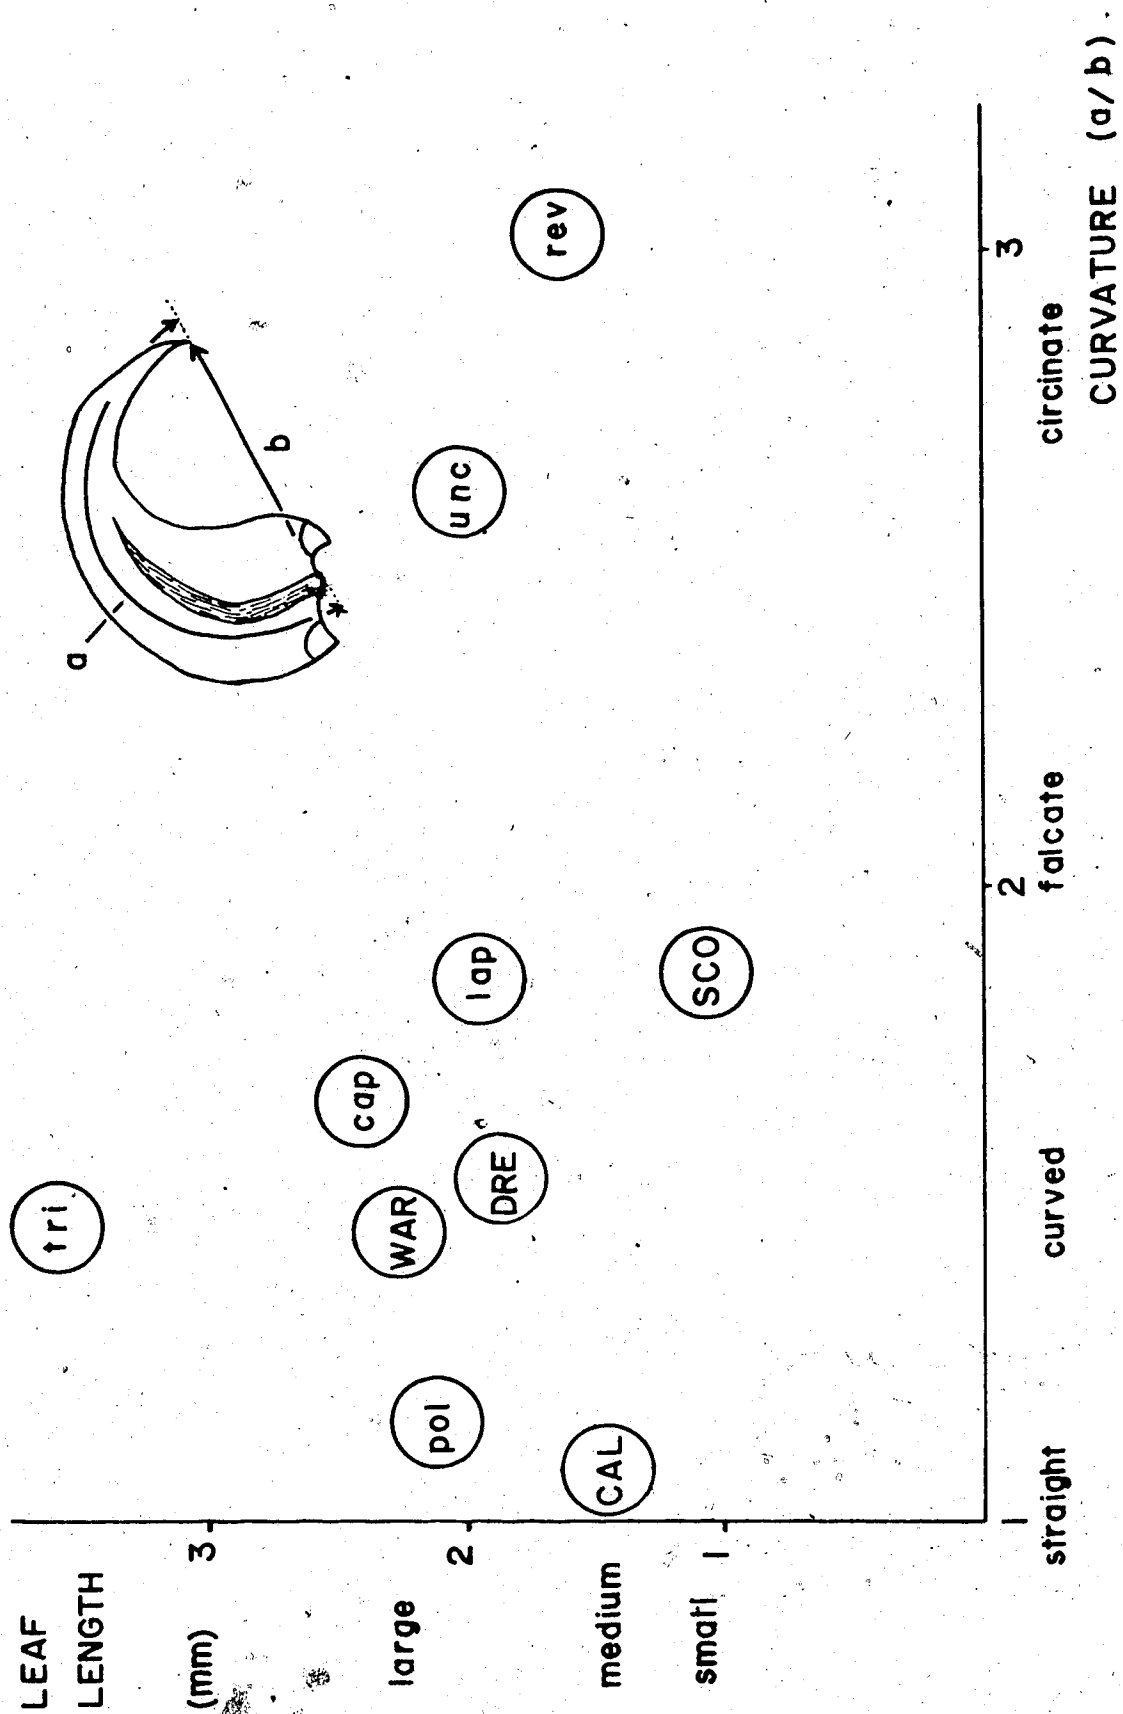 LEAF
LENGTH
(mm)
3
large
2
medium
small
1
tri
cap
WAR
pol
CAL
DRE
lap
SCO
unc
rev
a
b
1
2
3
straight
curved
falcate
circinate
CURVATURE (a/b).